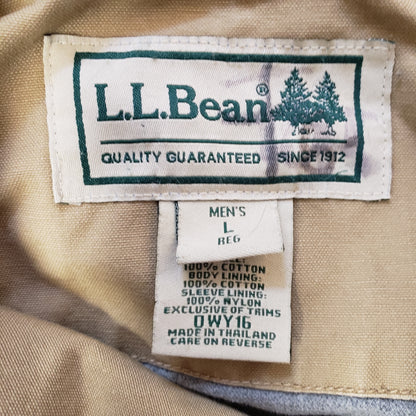 L.L.Bean®
QUALITY GUARANTEED SINCE 1912
MEN'S
L
REG
100% COTTON
BODY LINING:
100% COTTON
SLEEVE LINING:
100% NYLON
EXCLUSIVE OF TRIMS
0WY16
MADE IN THAILAND
CARE ON REVERSE